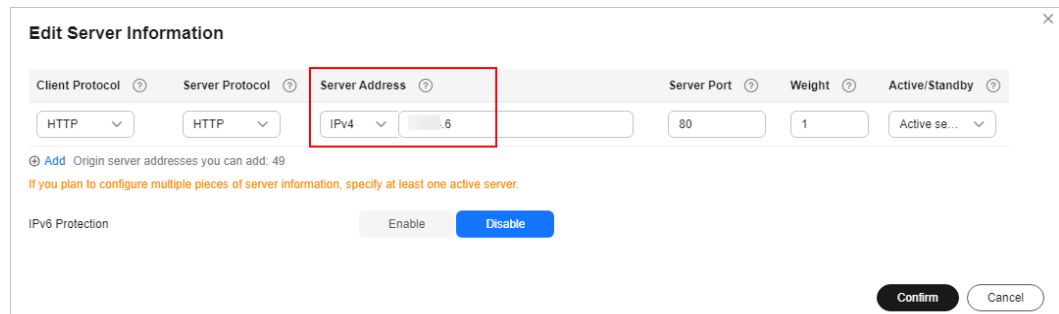 Edit Server Information
Client Protocol Server Protocol Server Address Server Port Weight Active/Standby
HTTP HTTP IPv4 .6 80 1 Active se...
Add Origin server addresses you can add: 49
If you plan to configure multiple pieces of server information, specify at least one active server.
IPv6 Protection Enable Disable
Confirm Cancel